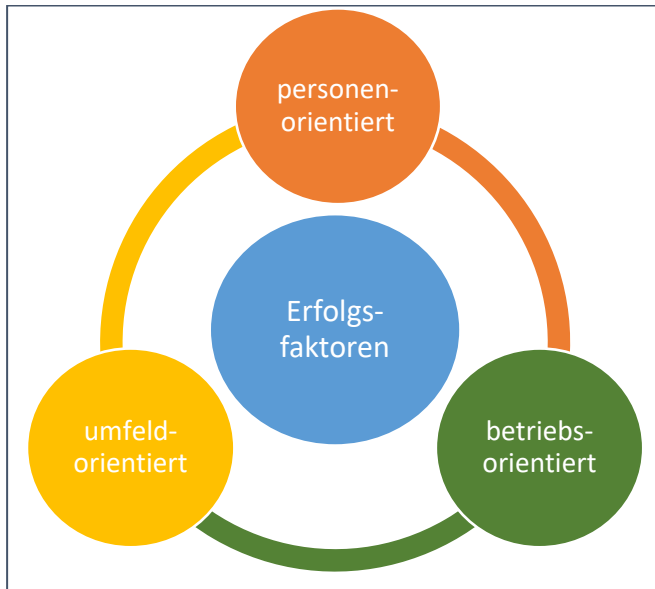 personen-
orientiert
Erfolgs-
faktoren
umfeld-
orientiert
betriebs-
orientiert